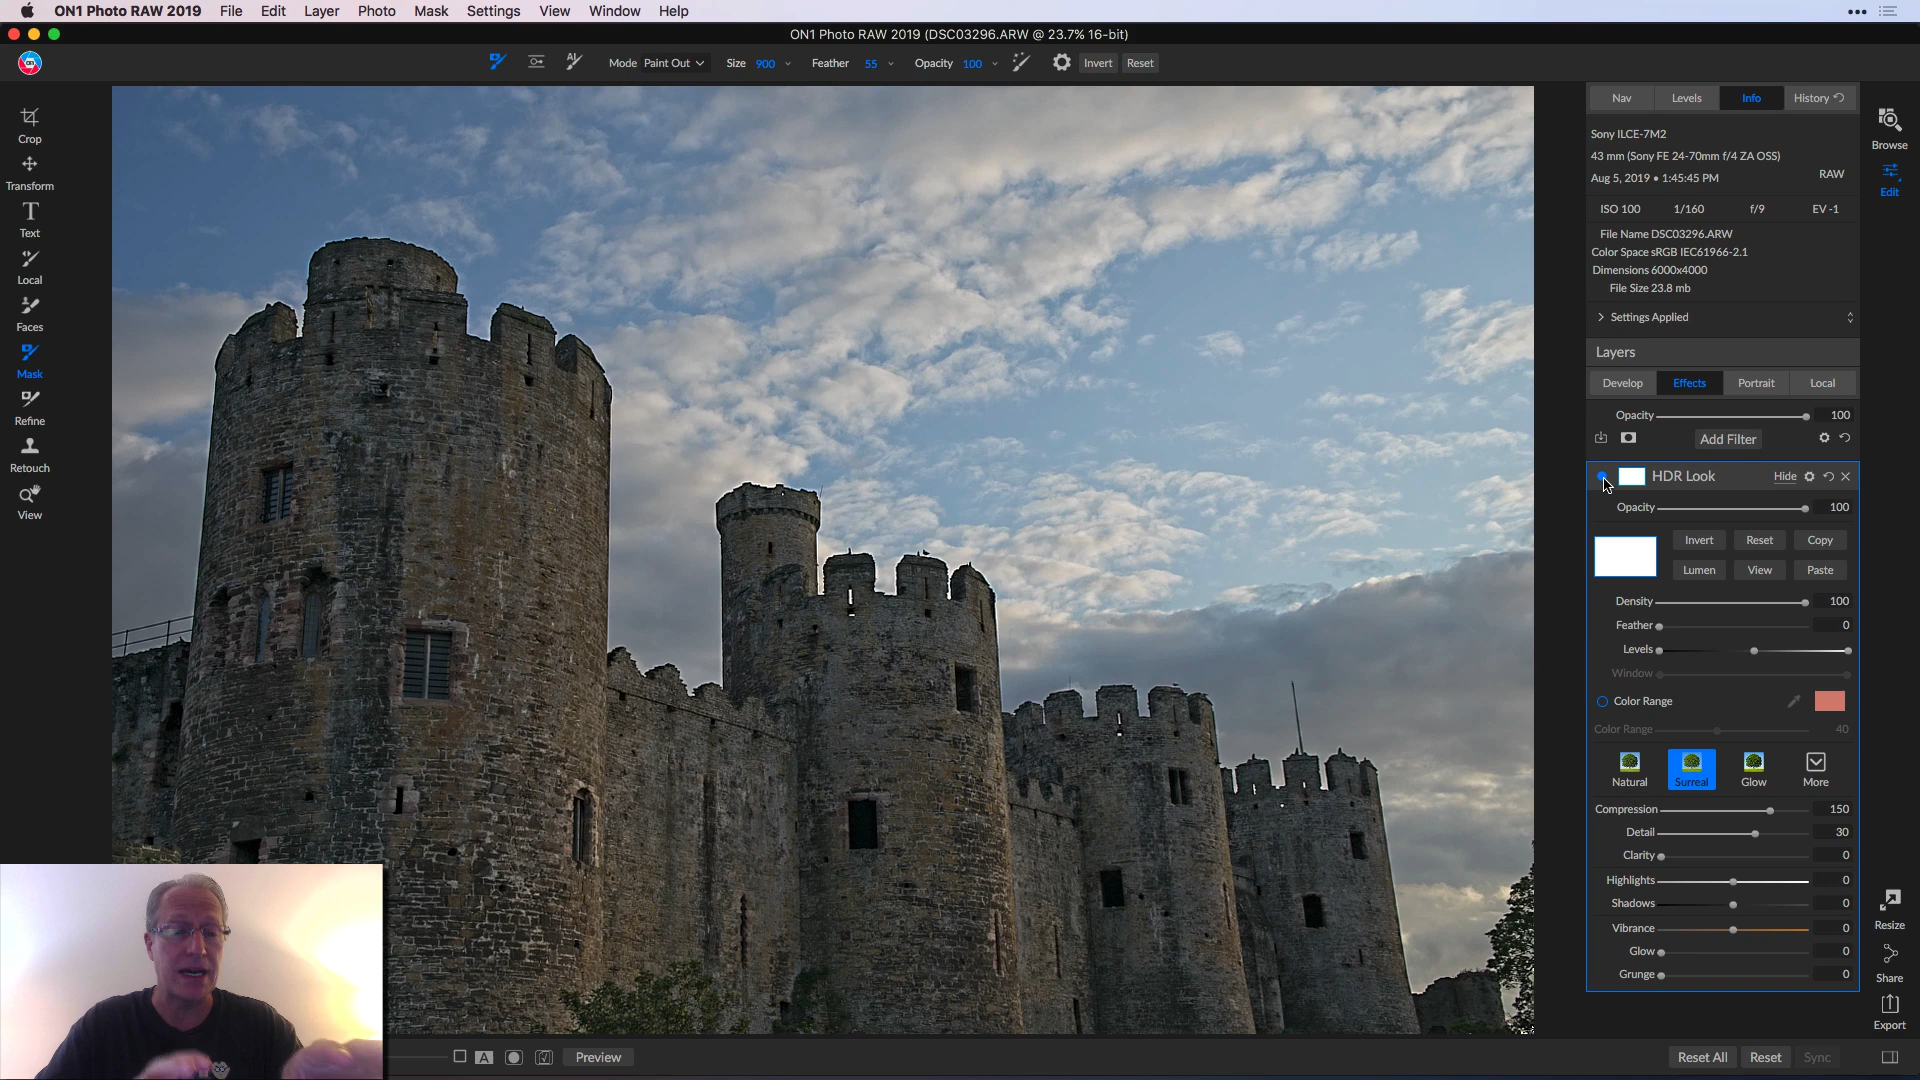 ON1 Photo RAW 2019 File Edit Layer Photo Mask Settings View Window Help
ON1 Photo RAW 2019 (DSC03296.ARW @ 23.7% 16-bit)
AI Mode Paint Out Size 900 Feather 55 Opacity 100 Invert Reset
Crop
Transform
Text
Local
Faces
Mask
Refine
Retouch
View
Nav Levels Info History
Sony ILCE-7M2
43 mm (Sony FE 24-70mm f/4 ZA OSS)
Aug 5, 2019 • 1:45:45 PM RAW
ISO 100 1/160 f/9 EV -1
File Name DSC03296.ARW
Color Space sRGB IEC61966-2.1
Dimensions 6000x4000
File Size 23.8 mb
Settings Applied
Layers
Develop Effects Portrait Local
Opacity 100
Add Filter
HDR Look Hide
Opacity 100
Invert Reset Copy
Lumen View Paste
Density 100
Feather 0
Levels
Window
Color Range
Color Range 40
Natural Surreal Glow More
Compression 150
Detail 30
Clarity 0
Highlights 0
Shadows 0
Vibrance 0
Glow 0
Grunge 0
Browse
Edit
Resize
Share
Export
A Preview
Reset All Reset Sync